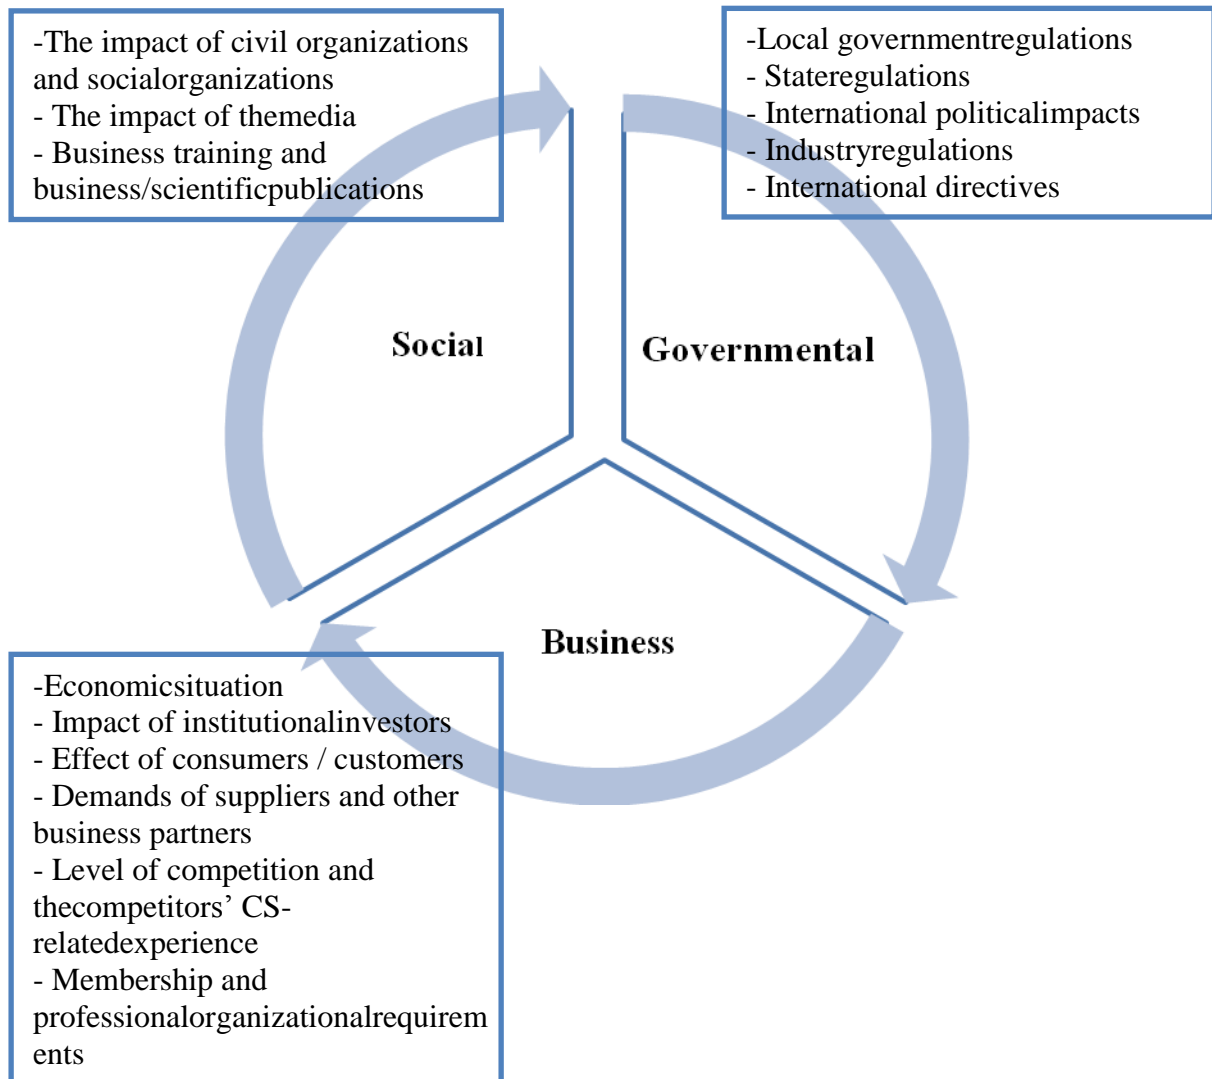 -The impact of civil organizations
and socialorganizations
- The impact of themedia
- Business training and
business/scientificpublications
-Local governmentregulations
- Stateregulations
- International politicalimpacts
- Industryregulations
- International directives
Social
Governmental
Business
-Economicsituation
- Impact of institutionalinvestors
- Effect of consumers / customers
- Demands of suppliers and other
business partners
- Level of competition and
thecompetitors’ CS-
relatedexperience
- Membership and
professionalorganizationalrequirem
ents